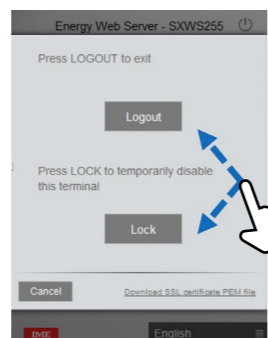 Energy Web Server - SXWS255
Press LOGOUT to exit
Logout
Press LOCK to temporarily disable
this terminal
Lock
Cancel
Download SSL certificate PEM file
IME
English